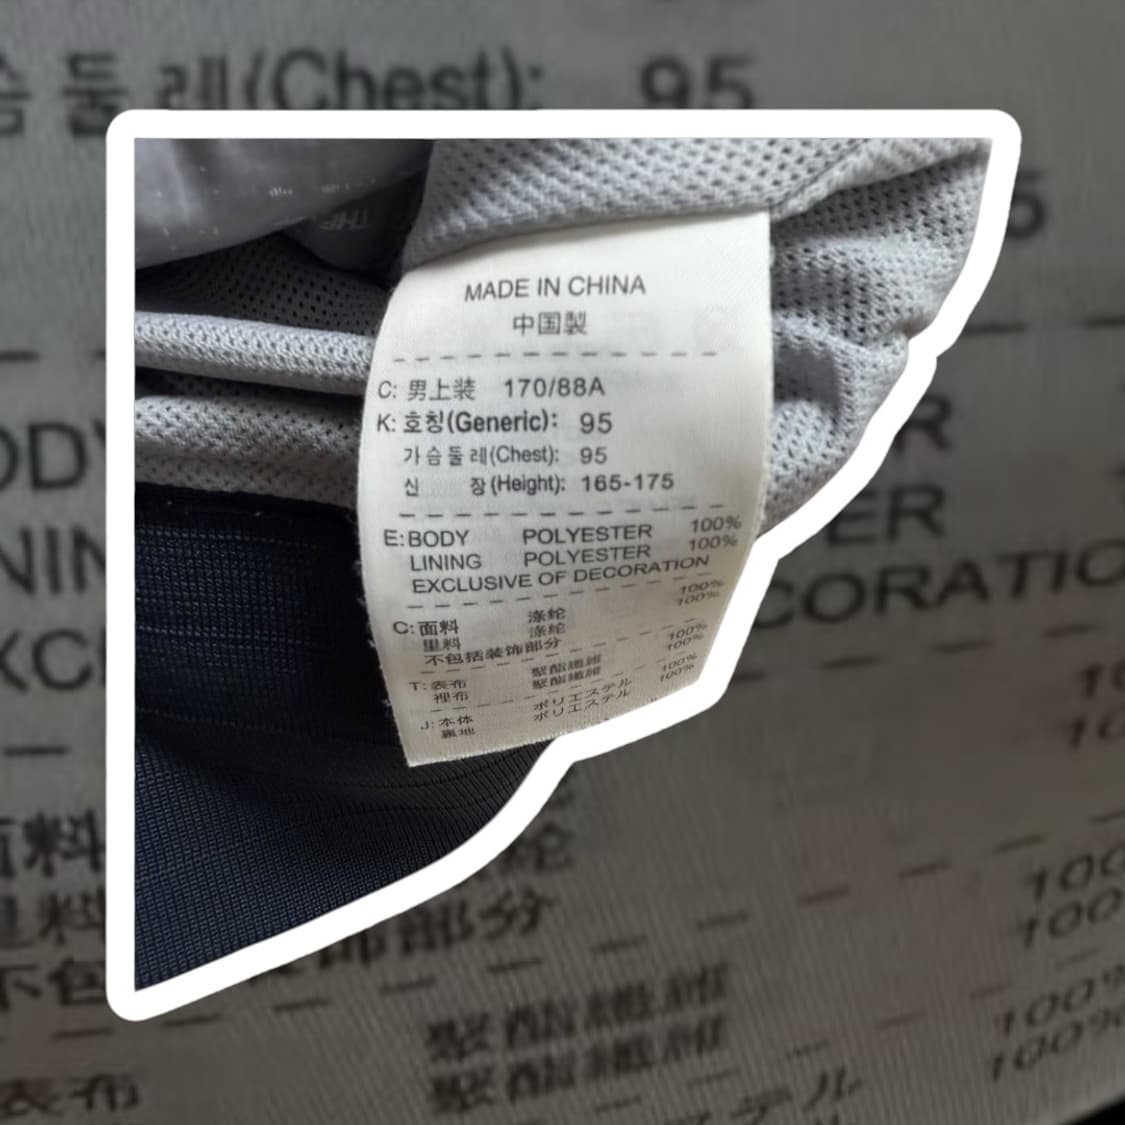 MADE IN CHINA
中国製
C: 男上装 170/88A
K: 호칭(Generic): 95
가슴둘레(Chest): 95
신 장(Height): 165-175
E: BODY POLYESTER 100%
LINING POLYESTER 100%
EXCLUSIVE OF DECORATION
C: 面料 涤纶 100%
里料 涤纶 100%
不包括装饰部分
T: 表布 聚酯纖維 100%
裡布 聚酯纖維 100%
J: 本体 ポリエステル 100%
裏地 ポリエステル 100%